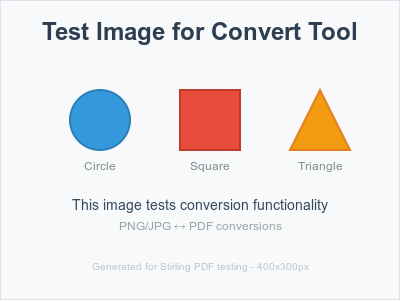 Test Image for Convert Tool
Circle Square Triangle
This image tests conversion functionality
PNG/JPG ↔ PDF conversions
Generated for Stirling PDF testing - 400x300px